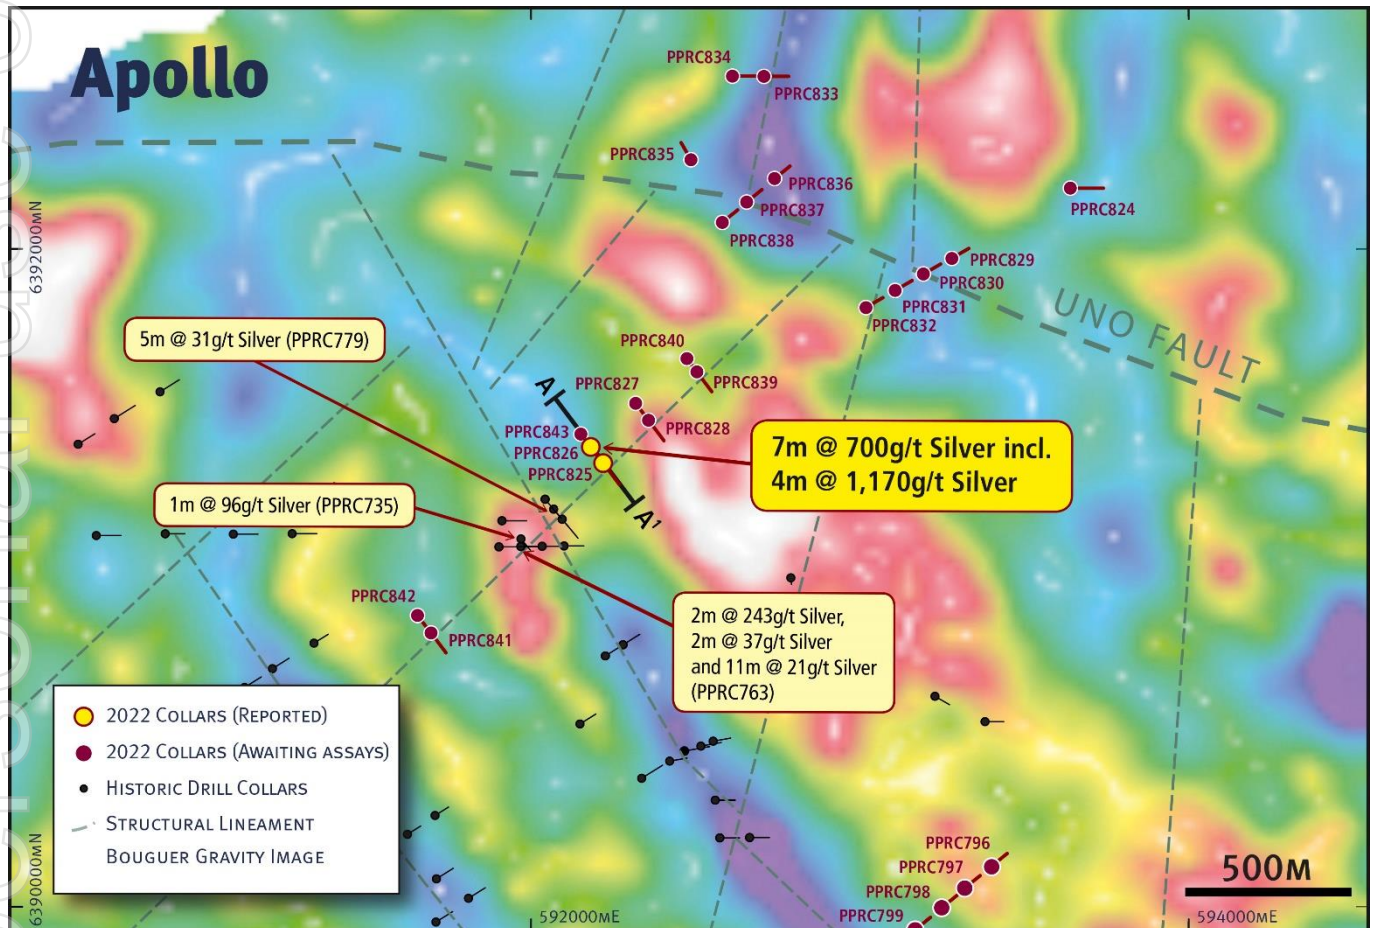 Apollo
PPRC834
PPRC833
PPRC835
PPRC836
PPRC837
PPRC838
PPRC824
PPRC829
PPRC830
PPRC831
PPRC832
UNO FAULT
6392000mN
5m @ 31g/t Silver (PPRC779)
PPRC840
PPRC839
PPRC827
PPRC828
A
PPRC843
PPRC826
PPRC825
A¹
7m @ 700g/t Silver incl.
4m @ 1,170g/t Silver
1m @ 96g/t Silver (PPRC735)
PPRC842
PPRC841
2m @ 243g/t Silver,
2m @ 37g/t Silver
and 11m @ 21g/t Silver
(PPRC763)
2022 Collars (Reported)
2022 Collars (Awaiting assays)
Historic Drill Collars
Structural Lineament
Bouguer Gravity Image
PPRC796
PPRC797
PPRC798
PPRC799
500m
6390000mN
592000mE
594000mE